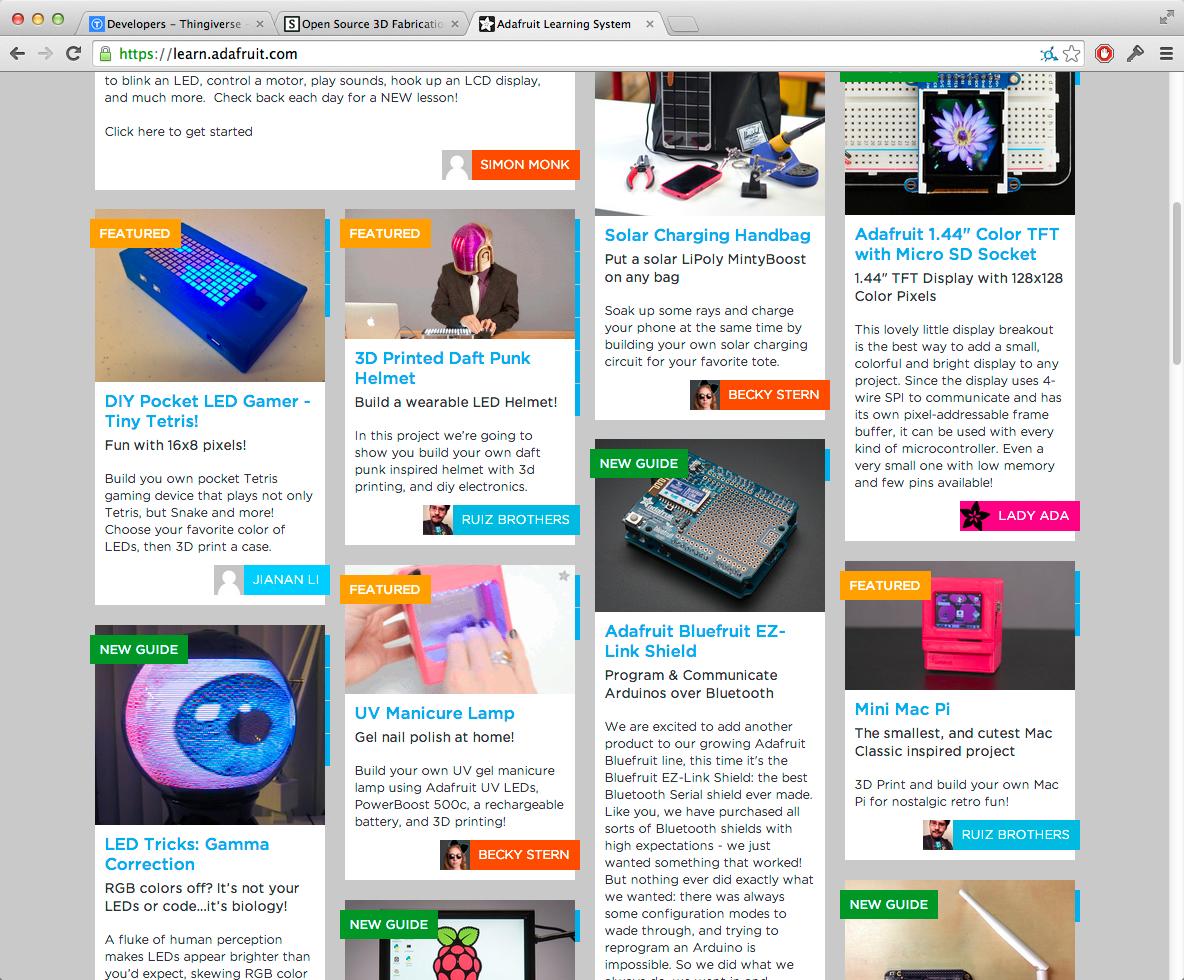 Developers – Thingiverse
Open Source 3D Fabricatio
Adafruit Learning System
https://learn.adafruit.com
to blink an LED, control a motor, play sounds, hook up an LCD display,
and much more.  Check back each day for a NEW lesson!
Click here to get started
SIMON MONK
FEATURED
DIY Pocket LED Gamer -
Tiny Tetris!
Fun with 16x8 pixels!
Build you own pocket Tetris
gaming device that plays not only
Tetris, but Snake and more!
Choose your favorite color of
LEDs, then 3D print a case.
JIANAN LI
NEW GUIDE
LED Tricks: Gamma
Correction
RGB colors off? It's not your
LEDs or code...it's biology!
A fluke of human perception
makes LEDs appear brighter than
you'd expect, skewing RGB color
FEATURED
3D Printed Daft Punk
Helmet
Build a wearable LED Helmet!
In this project we're going to
show you build your own daft
punk inspired helmet with 3d
printing, and diy electronics.
RUIZ BROTHERS
FEATURED
UV Manicure Lamp
Gel nail polish at home!
Build your own UV gel manicure
lamp using Adafruit UV LEDs,
PowerBoost 500c, a rechargeable
battery, and 3D printing!
BECKY STERN
NEW GUIDE
Solar Charging Handbag
Put a solar LiPoly MintyBoost
on any bag
Soak up some rays and charge
your phone at the same time by
building your own solar charging
circuit for your favorite tote.
BECKY STERN
NEW GUIDE
Adafruit Bluefruit EZ-
Link Shield
Program & Communicate
Arduinos over Bluetooth
We are excited to add another
product to our growing Adafruit
Bluefruit line, this time it's the
Bluefruit EZ-Link Shield: the best
Bluetooth Serial shield ever made.
Like you, we have purchased all
sorts of Bluetooth shields with
high expectations - we just
wanted something that worked!
But nothing ever did exactly what
we wanted: there was always
some configuration modes to
wade through, and trying to
reprogram an Arduino is
impossible. So we did what we
Adafruit 1.44" Color TFT
with Micro SD Socket
1.44" TFT Display with 128x128
Color Pixels
This lovely little display breakout
is the best way to add a small,
colorful and bright display to any
project. Since the display uses 4-
wire SPI to communicate and has
its own pixel-addressable frame
buffer, it can be used with every
kind of microcontroller. Even a
very small one with low memory
and few pins available!
LADY ADA
FEATURED
Mini Mac Pi
The smallest, and cutest Mac
Classic inspired project
3D Print and build your own Mac
Pi for nostalgic retro fun!
RUIZ BROTHERS
NEW GUIDE